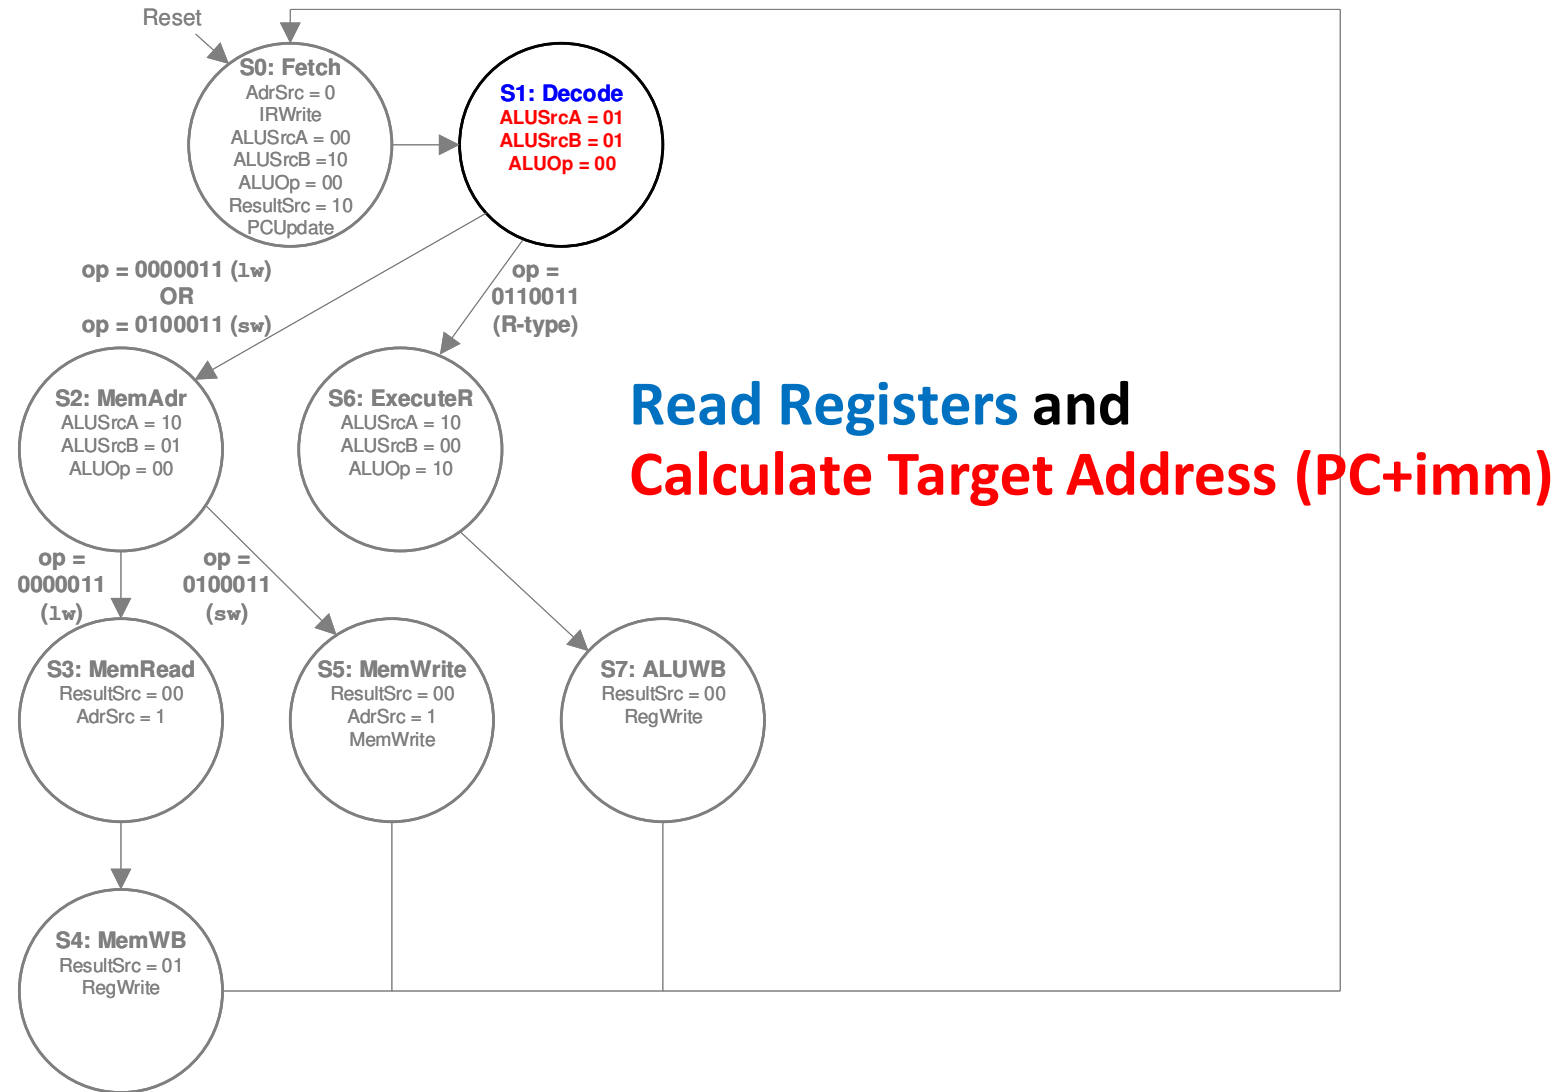 Reset
S0: Fetch
AdrSrc = 0
IRWrite
ALUSrcA = 00
ALUSrcB =10
ALUOp = 00
ResultSrc = 10
PCUpdate
S1: Decode
ALUSrcA = 01
ALUSrcB = 01
ALUOp = 00
op = 0000011 (lw)
OR
op = 0100011 (sw)
op =
0110011
(R-type)
S2: MemAdr
ALUSrcA = 10
ALUSrcB = 01
ALUOp = 00
S6: ExecuteR
ALUSrcA = 10
ALUSrcB = 00
ALUOp = 10
Read Registers and
Calculate Target Address (PC+imm)
op =
0000011
(lw)
op =
0100011
(sw)
S3: MemRead
ResultSrc = 00
AdrSrc = 1
S5: MemWrite
ResultSrc = 00
AdrSrc = 1
MemWrite
S7: ALUWB
ResultSrc = 00
RegWrite
S4: MemWB
ResultSrc = 01
RegWrite